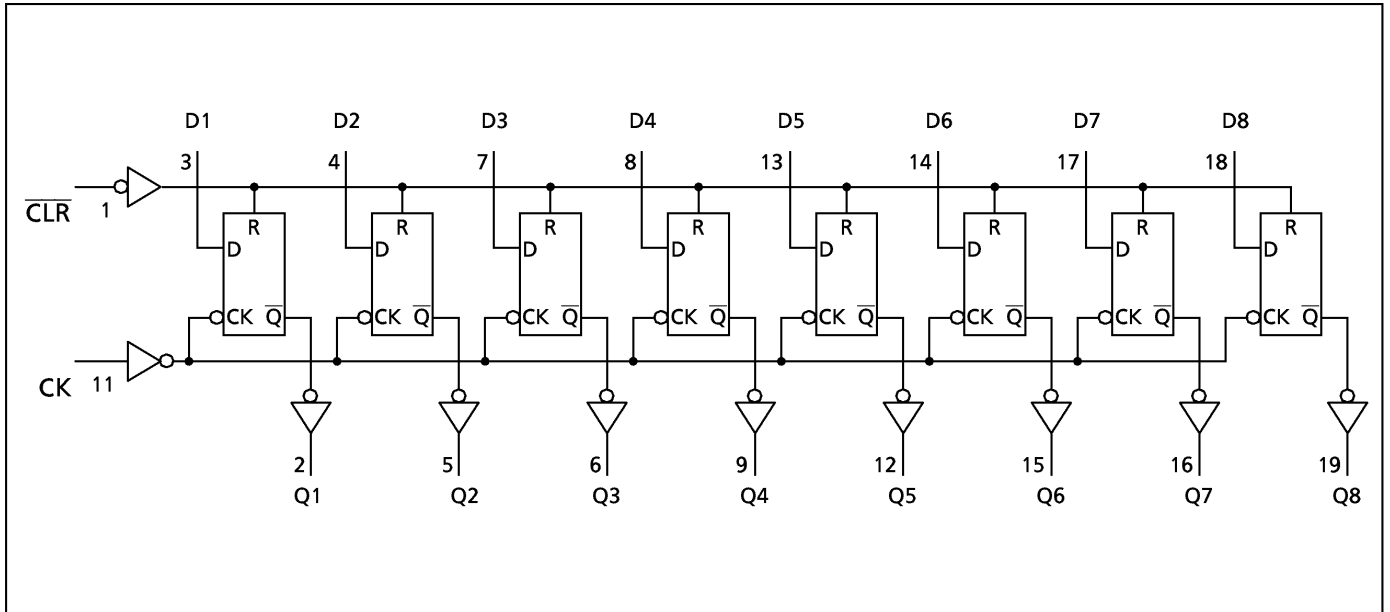 D1 D2 D3 D4 D5 D6 D7 D8
3 4 7 8 13 14 17 18
C̅L̅R̅ 1
R R R R R R R R
D D D D D D D D
CK Q̅ CK Q̅ CK Q̅ CK Q̅ CK Q̅ CK Q̅ CK Q̅ CK Q̅
CK 11
2 5 6 9 12 15 16 19
Q1 Q2 Q3 Q4 Q5 Q6 Q7 Q8